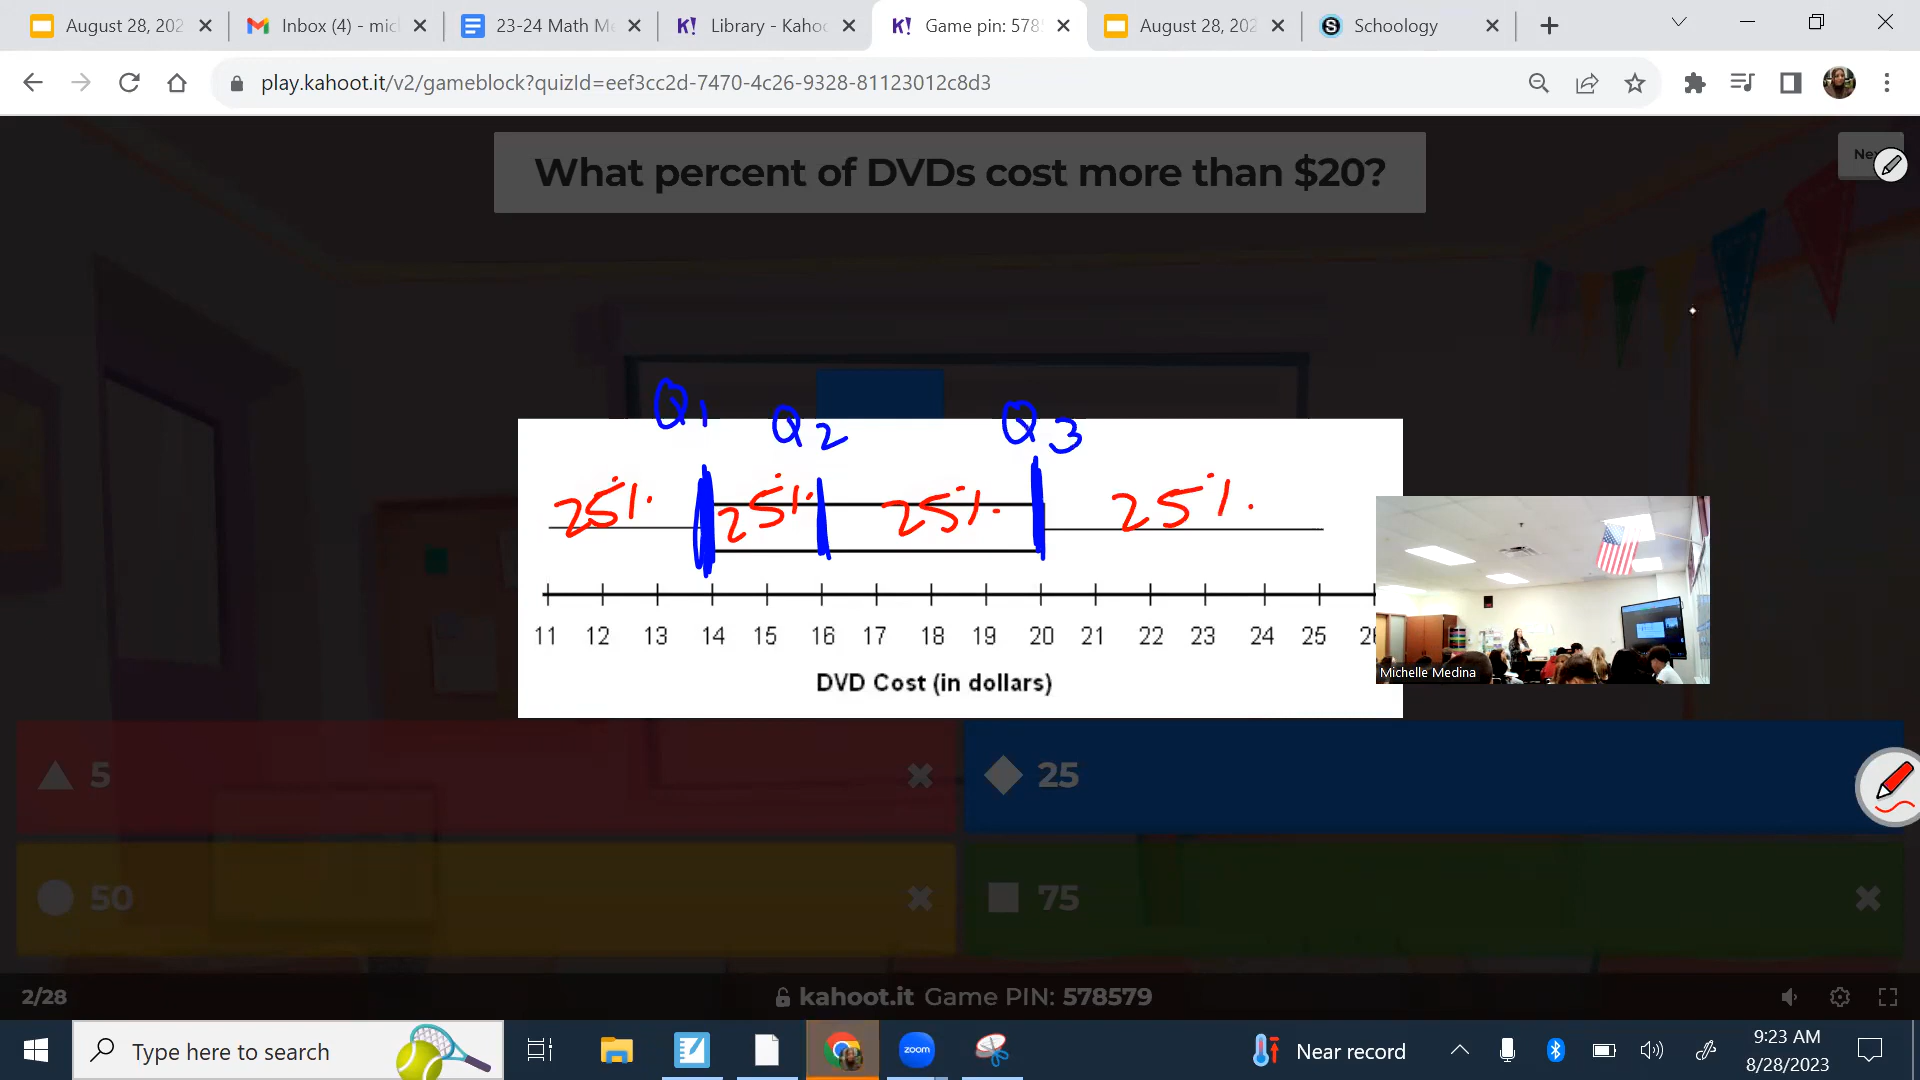 August 28, 202
Inbox (4) - mic
23-24 Math Me
Library - Kahoo
Game pin: 578
August 28, 202
Schoology
play.kahoot.it/v2/gameblock?quizId=eef3cc2d-7470-4c26-9328-81123012c8d3
What percent of DVDs cost more than $20?
Nex
Q1
Q2
Q3
25%
25%
25%
25%
11 12 13 14 15 16 17 18 19 20 21 22 23 24 25 26
DVD Cost (in dollars)
Michelle Medina
5
25
50
75
2/28
kahoot.it Game PIN: 578579
Type here to search
zoom
Near record
9:23 AM
8/28/2023